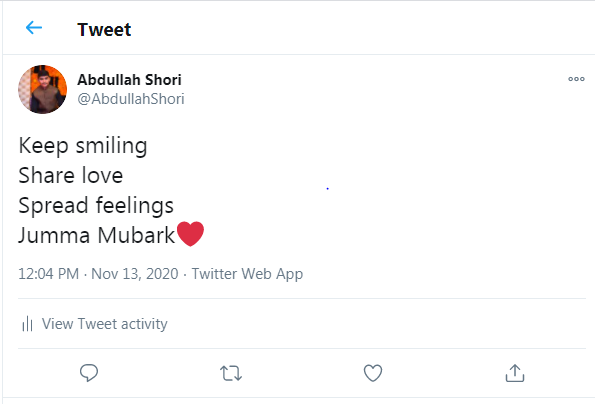 Tweet
Abdullah Shori
@AbdullahShori
Keep smiling
Share love
Spread feelings
Jumma Mubark❤️
12:04 PM · Nov 13, 2020 · Twitter Web App
View Tweet activity